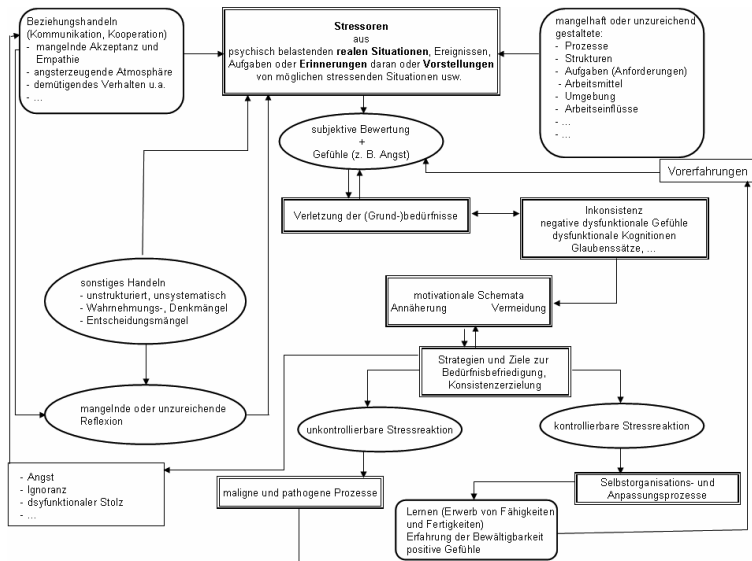 Beziehungshandeln
(Kommunikation, Kooperation)
- mangelnde Akzeptanz und
Empathie
- angsterzeugende Atmosphäre
- demütigendes Verhalten u.a.
- ...
Stressoren
aus
psychisch belastenden realen Situationen, Ereignissen,
Aufgaben oder Erinnerungen daran oder Vorstellungen
von möglichen stressenden Situationen usw.
mangelhaft oder unzureichend
gestaltete:
- Prozesse
- Strukturen
- Aufgaben (Anforderungen)
- Arbeitsmittel
- Umgebung
- Arbeitseinflüsse
- ...
- ...
subjektive Bewertung
+
Gefühle (z. B. Angst)
Vorerfahrungen
Verletzung der (Grund-)bedürfnisse
Inkonsistenz
negative dysfunktionale Gefühle
dysfunktionale Kognitionen
Glaubenssätze, ...
sonstiges Handeln
- unstrukturiert, unsystematisch
- Wahrnehmungs-, Denkmängel
- Entscheidungsmängel
motivationale Schemata
Annäherung Vermeidung
Strategien und Ziele zur
Bedürfnisbefriedigung,
Konsistenzerzielung
mangelnde oder unzureichende
Reflexion
unkontrollierbare Stressreaktion
kontrollierbare Stressreaktion
- Angst
- Ignoranz
- dsyfunktionaler Stolz
- ...
maligne und pathogene Prozesse
Selbstorganisations- und
Anpassungsprozesse
Lernen (Erwerb von Fähigkeiten
und Fertigkeiten)
Erfahrung der Bewältigbarkeit
positive Gefühle